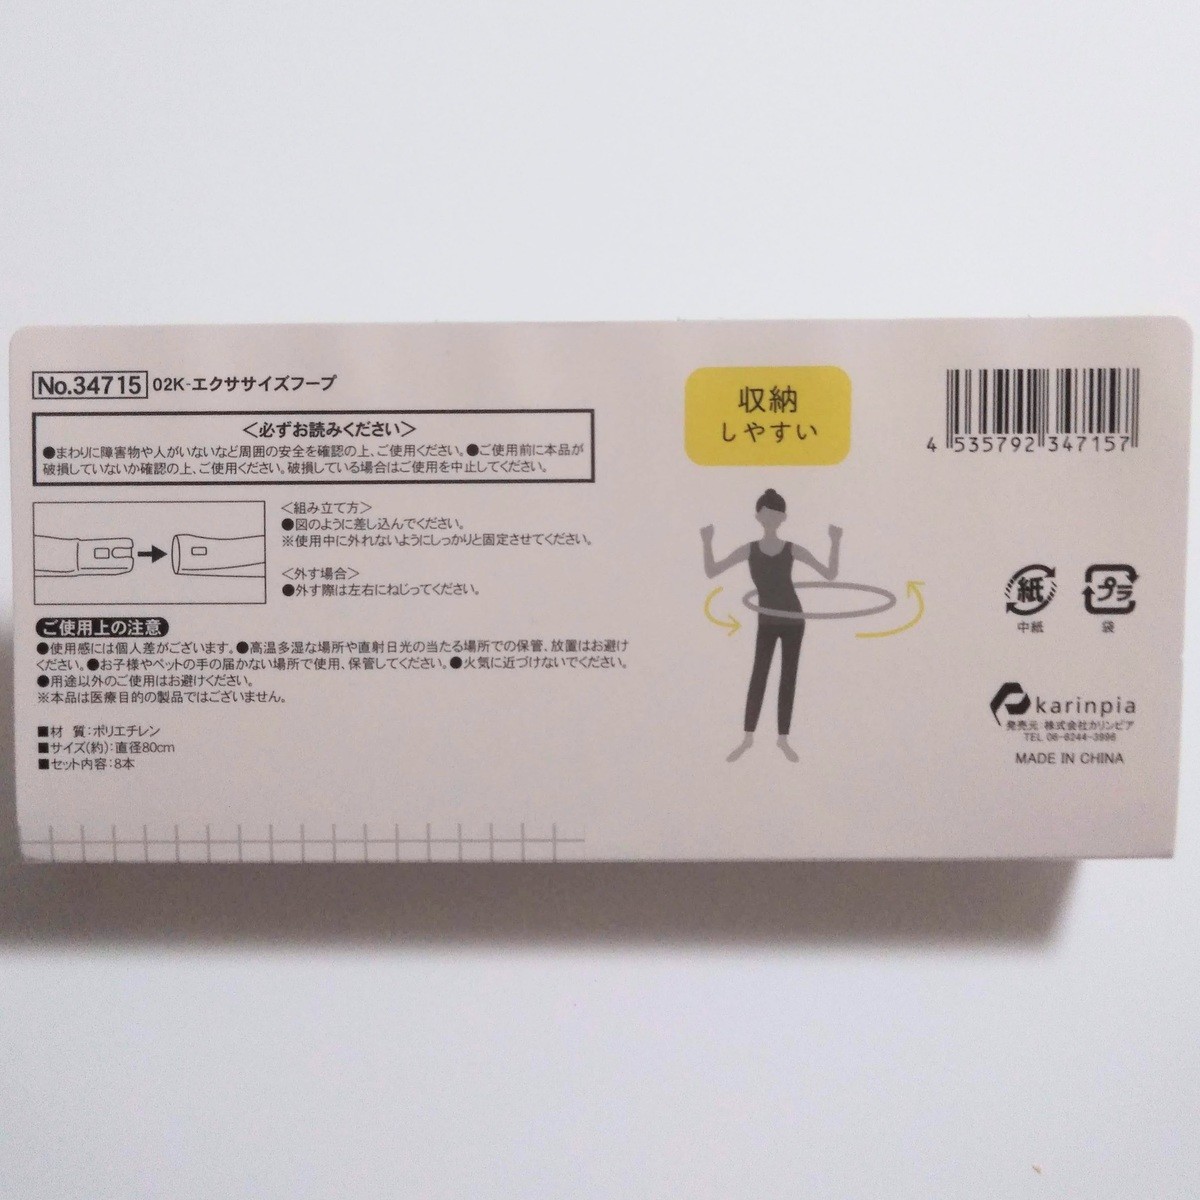 No.34715 02K-エクササイズフープ
＜必ずお読みください＞
●まわりに障害物や人がいないなど周囲の安全を確認の上、ご使用ください。●ご使用前に本品が
破損していないか確認の上、ご使用ください。破損している場合はご使用を中止してください。
＜組み立て方＞
●図のように差し込んでください。
※使用中に外れないようにしっかりと固定させてください。
＜外す場合＞
●外す際は左右にねじってください。
ご使用上の注意
●使用感には個人差がございます。●高温多湿な場所や直射日光の当たる場所での保管、放置はお避け
ください。●お子様やペットの手の届かない場所で使用、保管してください。●火気に近づけないでください。
●用途以外のご使用はお避けください。
※本品は医療目的の製品ではございません。
■材 質：ポリエチレン
■サイズ(約)：直径80cm
■セット内容：8本
収納
しやすい
4 535792 347157
紙
中紙
プラ
袋
karinpia
発売元：株式会社カリンピア
TEL 06-6244-3996
MADE IN CHINA